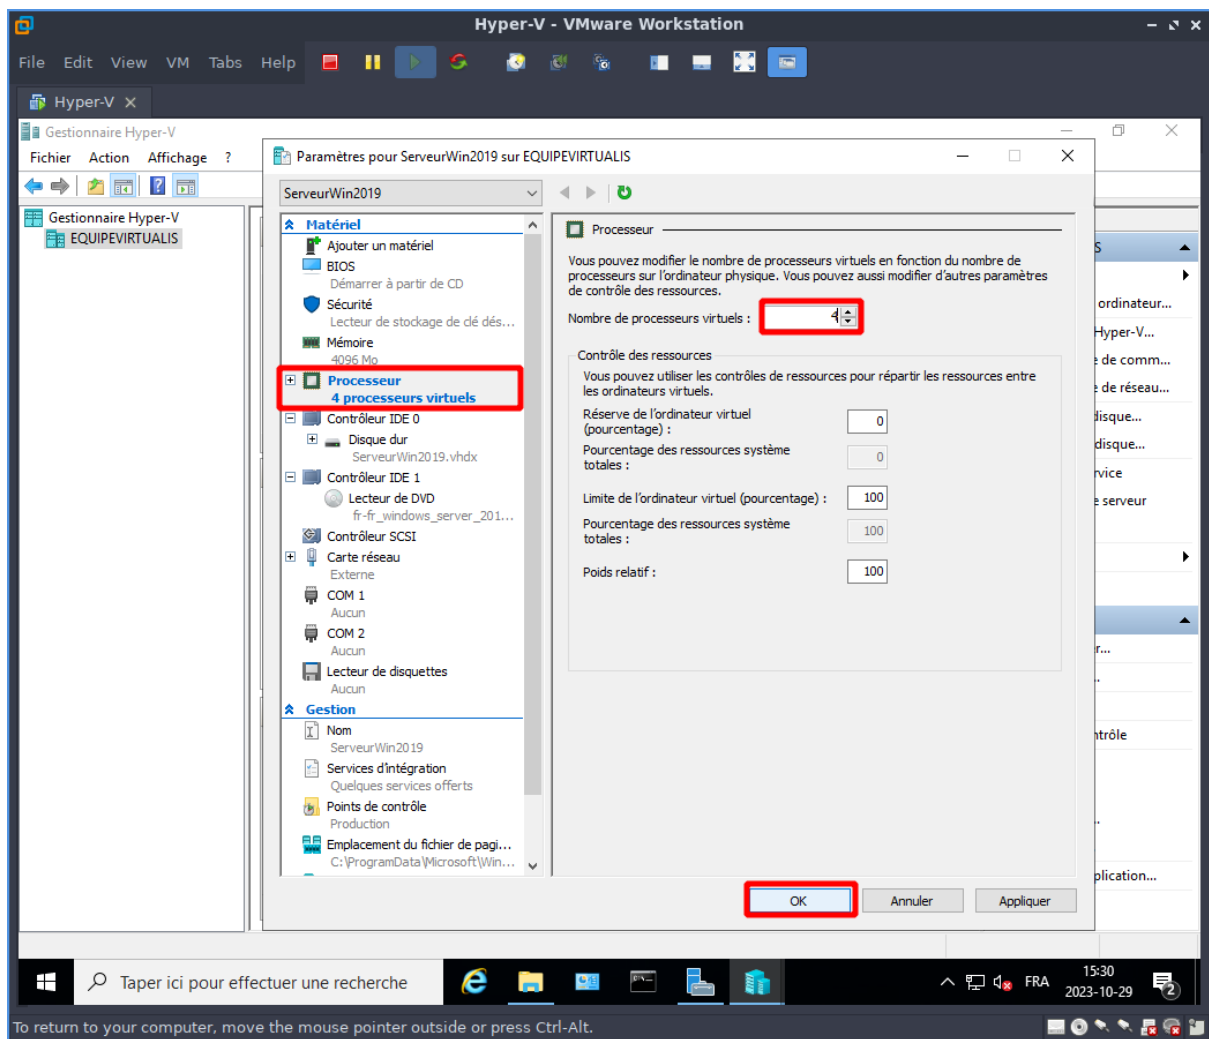 Hyper-V - VMware Workstation
File Edit View VM Tabs Help
Hyper-V
Gestionnaire Hyper-V
Fichier Action Affichage ?
Gestionnaire Hyper-V
EQUIPEVIRTUALIS
Paramètres pour ServeurWin2019 sur EQUIPEVIRTUALIS
ServeurWin2019
Matériel
Ajouter un matériel
BIOS
Démarrer à partir de CD
Sécurité
Lecteur de stockage de clé dés...
Mémoire
4096 Mo
Processeur
4 processeurs virtuels
Contrôleur IDE 0
Disque dur
ServeurWin2019.vhdx
Contrôleur IDE 1
Lecteur de DVD
fr-fr_windows_server_201...
Contrôleur SCSI
Carte réseau
Externe
COM 1
Aucun
COM 2
Aucun
Lecteur de disquettes
Aucun
Gestion
Nom
ServeurWin2019
Services d'intégration
Quelques services offerts
Points de contrôle
Production
Emplacement du fichier de pagi...
C:\ProgramData\Microsoft\Win...
Processeur
Vous pouvez modifier le nombre de processeurs virtuels en fonction du nombre de
processeurs sur l'ordinateur physique. Vous pouvez aussi modifier d'autres paramètres
de contrôle des ressources.
Nombre de processeurs virtuels : 4
Contrôle des ressources
Vous pouvez utiliser les contrôles de ressources pour répartir les ressources entre
les ordinateurs virtuels.
Réserve de l'ordinateur virtuel
(pourcentage) : 0
Pourcentage des ressources système
totales : 0
Limite de l'ordinateur virtuel (pourcentage) : 100
Pourcentage des ressources système
totales : 100
Poids relatif : 100
OK Annuler Appliquer
S
ordinateur...
Hyper-V...
de comm...
de réseau...
disque...
disque...
rvice
serveur
r...
ntrôle
plication...
Taper ici pour effectuer une recherche
FRA
15:30
2023-10-29
2
To return to your computer, move the mouse pointer outside or press Ctrl-Alt.